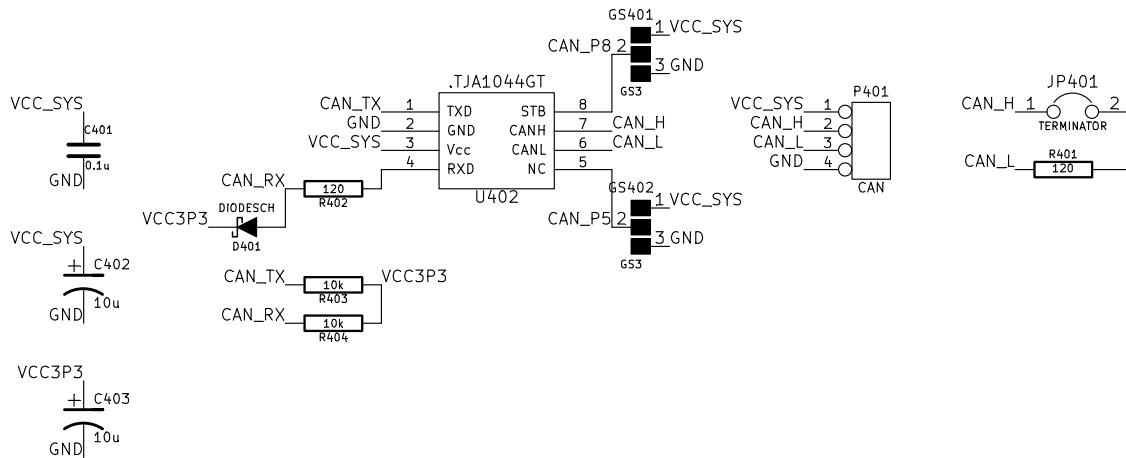 VCC_SYS
C401
0.1u
GND
VCC_SYS
+
C402
10u
GND
VCC3P3
+
C403
10u
GND
.TJA1044GT
CAN_TX 1 TXD
GND 2 GND
VCC_SYS 3 Vcc
4 RXD
STB 8
CANH 7 CAN_H
CANL 6 CAN_L
NC 5
U402
CAN_RX
120
R402
DIODESCH
VCC3P3
D401
CAN_TX
10k
R403
VCC3P3
CAN_RX
10k
R404
GS401
1 VCC_SYS
CAN_P8 2
3 GND
GS3
GS402
1 VCC_SYS
CAN_P5 2
3 GND
GS3
P401
VCC_SYS 1
CAN_H 2
CAN_L 3
GND 4
CAN
JP401
CAN_H 1 2
TERMINATOR
R401
CAN_L 120